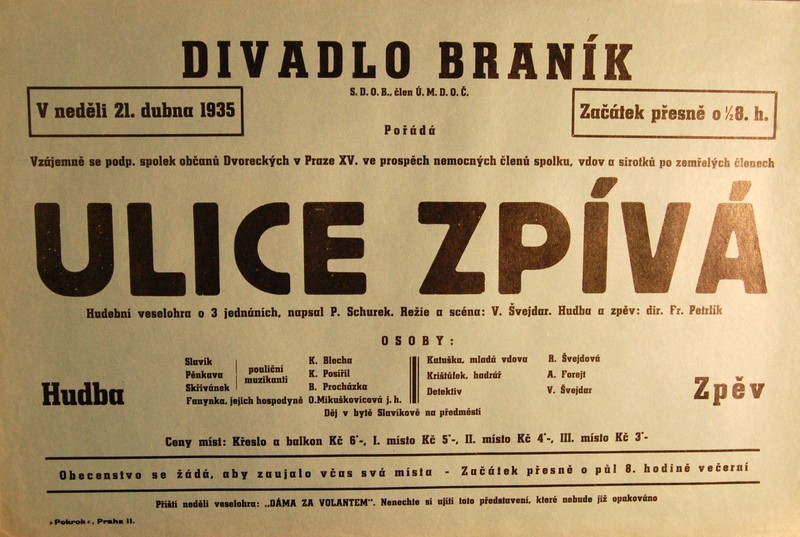 DIVADLO BRANÍK
S. D. O. B., člen Ú. M. D. O. Č.
V neděli 21. dubna 1935
Začátek přesně o ½8. h.
Pořádá
Vzájemně se podp. spolek občanů Dvoreckých v Praze XV. ve prospěch nemocných členů spolku, vdov a sirotků po zemřelých členech
ULICE ZPÍVÁ
Hudební veselohra o 3 jednáních, napsal P. Schurek. Režie a scéna: V. Švejdar. Hudba a zpěv: dir. Fr. Petrlík
OSOBY:
Hudba
Slavík
Pěnkava
Skřivánek
pouliční
muzikanti
K. Blecha
K. Posířil
B. Procházka
Fanynka, jejich hospodyně O.Mikuškovicová j. h.
Katuška, mladá vdova R. Švejdová
Krištůfek, hadrář A. Forejt
Detektiv V. Švejdar
Zpěv
Děj v bytě Slavíkově na předměstí
Ceny míst: Křeslo a balkon Kč 6·-, I. místo Kč 5·-, II. místo Kč 4·-, III. místo Kč 3·-
Obecenstvo se žádá, aby zaujalo včas svá místa - Začátek přesně o půl 8. hodině večerní
Příští neděli veselohra: „DÁMA ZA VOLANTEM". Nenechte si ujíti toto představení, které nebude již opakováno
»Pokrok«, Praha II.